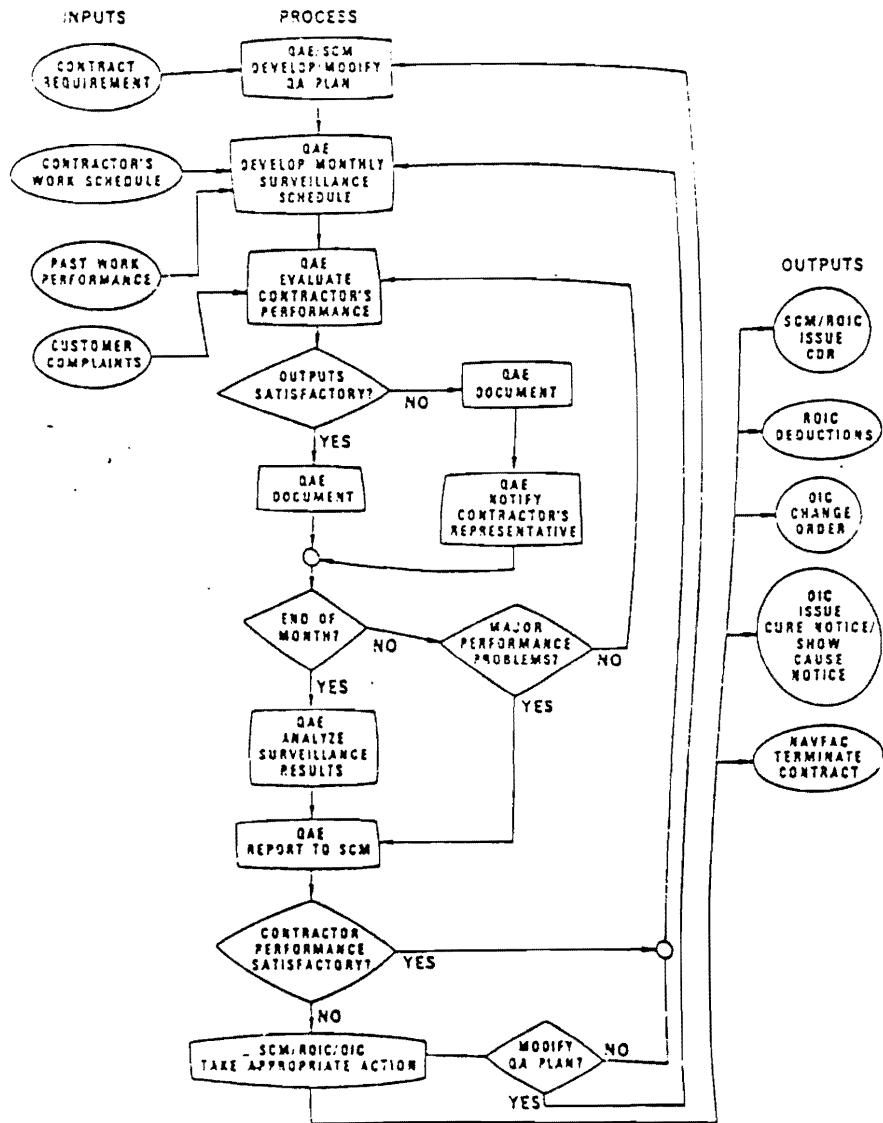 INPUTS
PROCESS
CONTRACT
REQUIREMENT
QAE/SCM
DEVELOP/MODIFY
QA PLAN
CONTRACTOR'S
WORK SCHEDULE
QAE
DEVELOP MONTHLY
SURVEILLANCE
SCHEDULE
PAST WORK
PERFORMANCE
QAE
EVALUATE
CONTRACTOR'S
PERFORMANCE
CUSTOMER
COMPLAINTS
OUTPUTS
SATISFACTORY?
NO
QAE
DOCUMENT
YES
QAE
DOCUMENT
QAE
NOTIFY
CONTRACTOR'S
REPRESENTATIVE
END OF
MONTH?
NO
MAJOR
PERFORMANCE
PROBLEMS?
NO
YES
YES
QAE
ANALYZE
SURVEILLANCE
RESULTS
QAE
REPORT TO SCM
CONTRACTOR
PERFORMANCE
SATISFACTORY?
YES
NO
SCM/ROIC/OIC
TAKE APPROPRIATE ACTION
MODIFY
QA PLAN?
NO
YES
OUTPUTS
SCM/ROIC
ISSUE
CDR
ROIC
DEDUCTIONS
OIC
CHANGE
ORDER
OIC
ISSUE
CURE NOTICE/
SHOW
CAUSE
NOTICE
NAVFAC
TERMINATE
CONTRACT